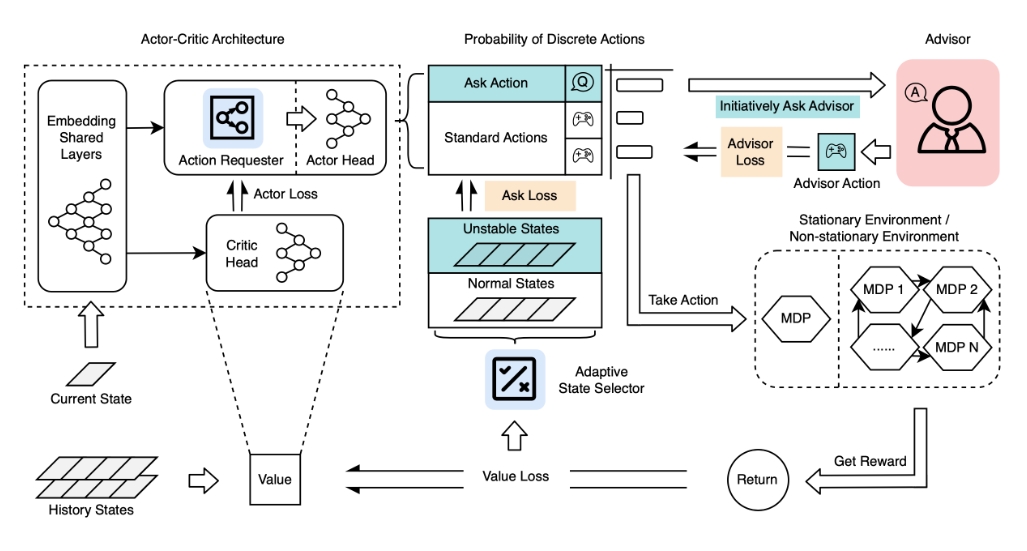 Actor-Critic Architecture
Probability of Discrete Actions
Advisor
Embedding
Shared
Layers
Action Requester
Actor Head
Ask Action
Q
Standard Actions
Initiatively Ask Advisor
A
Advisor
Loss
Advisor Action
Actor Loss
Ask Loss
Critic
Head
Unstable States
Normal States
Stationary Environment /
Non-stationary Environment
Take Action
MDP
MDP 1
MDP 2
......
MDP N
Current State
Adaptive
State Selector
History States
Value
Value Loss
Return
Get Reward